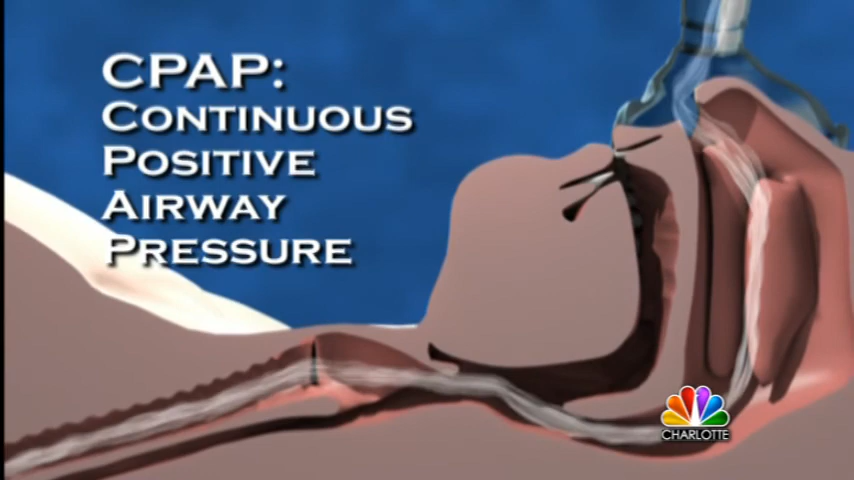 CPAP:
CONTINUOUS
POSITIVE
AIRWAY
PRESSURE
CHARLOTTE